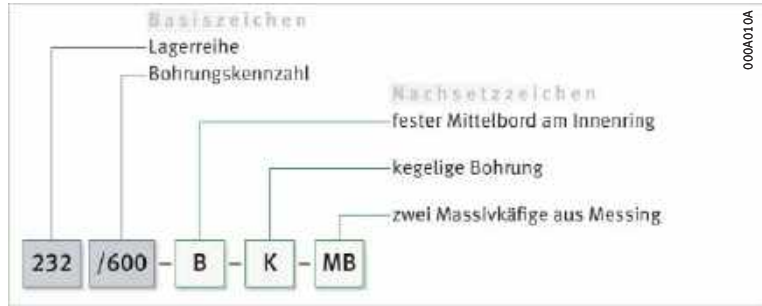 Basiszeichen
Lagerreihe
Bohrungskennzahl
Nachsetzzeichen
fester Mittelbord am Innenring
kegelige Bohrung
zwei Massivkäfige aus Messing
232 /600 – B – K – MB
000A010A